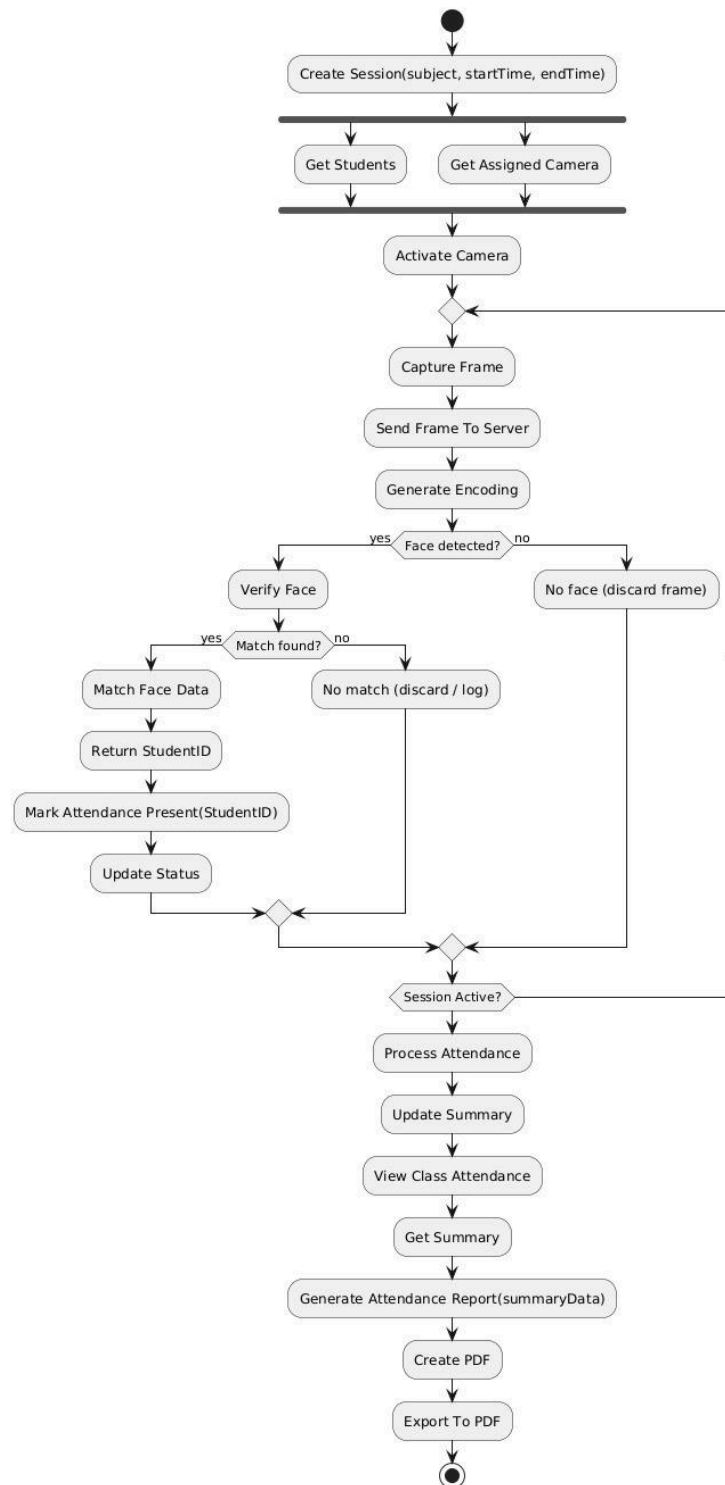 Create Session(subject, startTime, endTime)
Get Students
Get Assigned Camera
Activate Camera
Capture Frame
Send Frame To Server
Generate Encoding
yes
Face detected?
no
Verify Face
No face (discard frame)
yes
Match found?
no
Match Face Data
No match (discard / log)
Return StudentID
Mark Attendance Present(StudentID)
Update Status
Session Active?
Process Attendance
Update Summary
View Class Attendance
Get Summary
Generate Attendance Report(summaryData)
Create PDF
Export To PDF